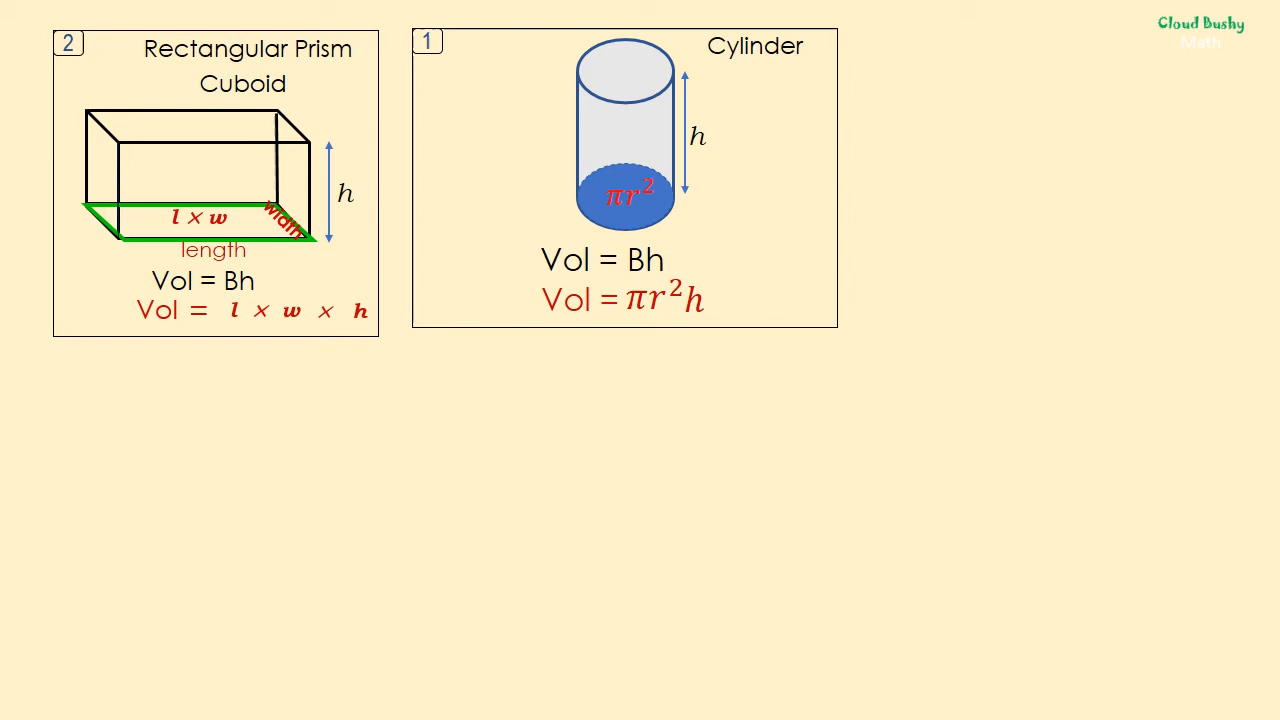 2
Rectangular Prism
Cuboid
h
l × w
width
length
Vol = Bh
Vol = l × w × h
1
Cylinder
h
πr²
Vol = Bh
Vol = πr²h
Cloud Bushy
Math